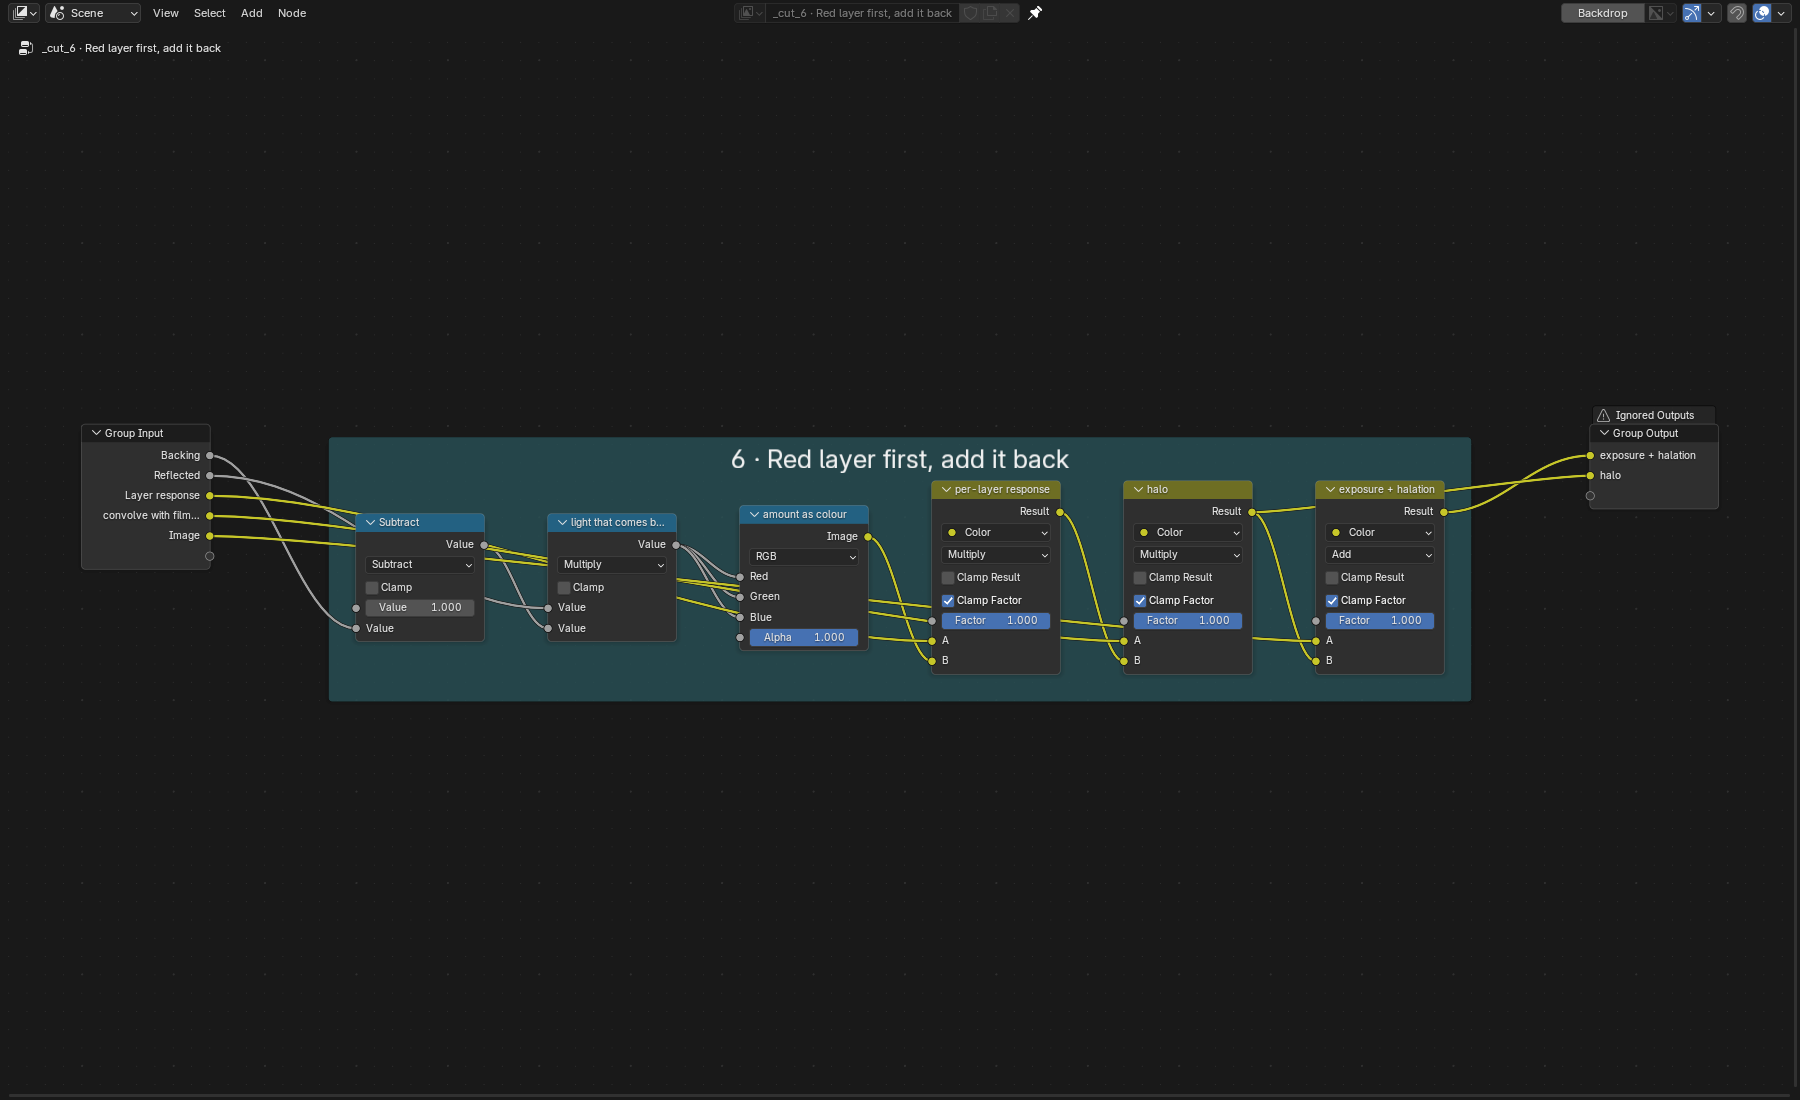 Scene
View
Select
Add
Node
_cut_6 · Red layer first, add it back
Backdrop
_cut_6 · Red layer first, add it back
Group Input
Backing
Reflected
Layer response
convolve with film...
Image
6 · Red layer first, add it back
Subtract
Value
Subtract
Clamp
Value 1.000
Value
light that comes b...
Value
Multiply
Clamp
Value
Value
amount as colour
Image
RGB
Red
Green
Blue
Alpha 1.000
per-layer response
Result
Color
Multiply
Clamp Result
Clamp Factor
Factor 1.000
A
B
halo
Result
Color
Multiply
Clamp Result
Clamp Factor
Factor 1.000
A
B
exposure + halation
Result
Color
Add
Clamp Result
Clamp Factor
Factor 1.000
A
B
Ignored Outputs
Group Output
exposure + halation
halo